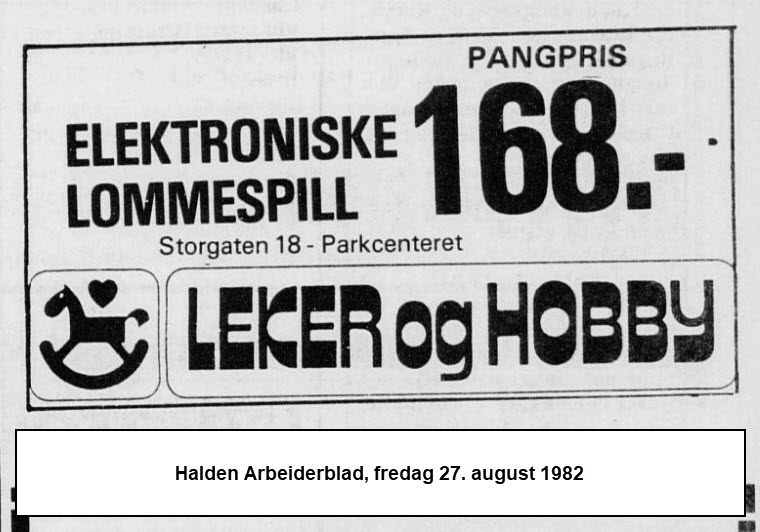 PANGPRIS
ELEKTRONISKE
LOMMESPILL
168.-
Storgaten 18 - Parkcenteret
LEKER og HOBBY
Halden Arbeiderblad, fredag 27. august 1982